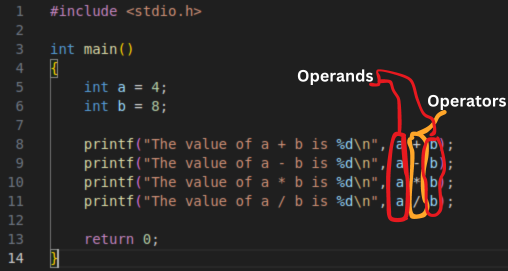 1 #include <stdio.h>
2
3 int main()
4 {
5 int a = 4;
6 int b = 8;
7
8 printf("The value of a + b is %d\n", a + b);
9 printf("The value of a - b is %d\n", a - b);
10 printf("The value of a * b is %d\n", a * b);
11 printf("The value of a / b is %d\n", a / b);
12
13 return 0;
14 }
Operands
Operators